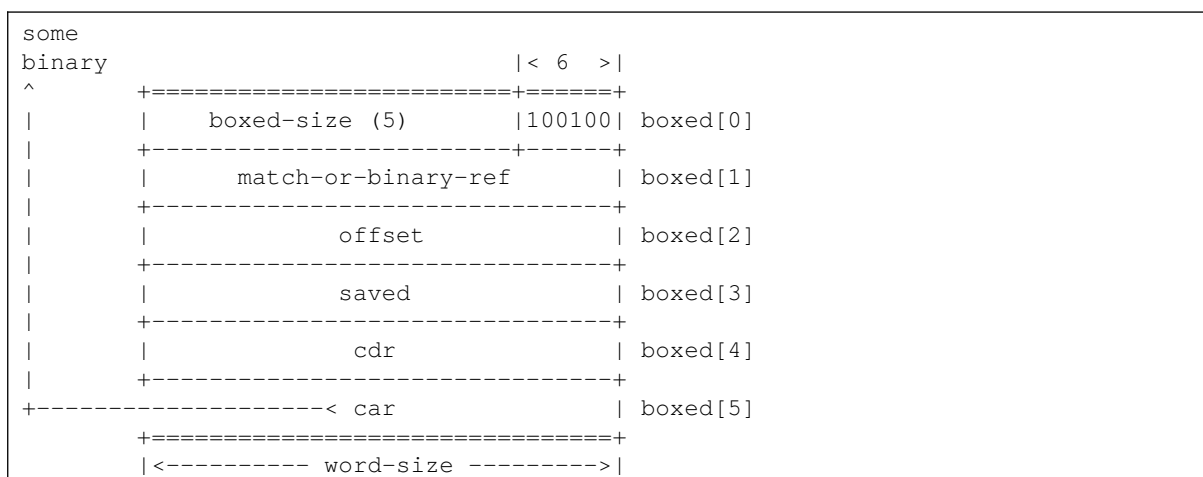 some
binary                            |< 6  >|
^       +=========================+======+
|       |    boxed-size (5)       |100100| boxed[0]
|       +-------------------------+------+
|       |      match-or-binary-ref       | boxed[1]
|       +--------------------------------+
|       |             offset             | boxed[2]
|       +--------------------------------+
|       |             saved              | boxed[3]
|       +--------------------------------+
|       |              cdr               | boxed[4]
|       +--------------------------------+
+--------------------< car               | boxed[5]
        +================================+
        |<---------- word-size --------->|